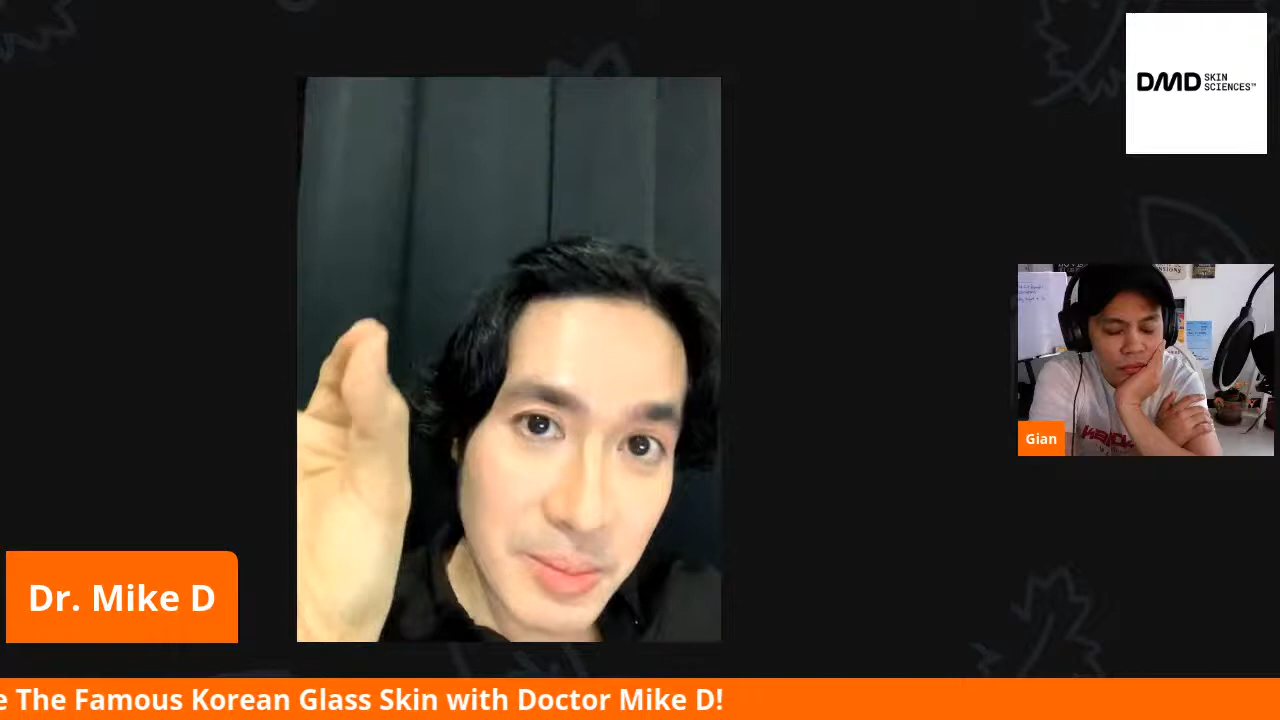 DMD SKIN
SCIENCES™
Gian
Dr. Mike D
e The Famous Korean Glass Skin with Doctor Mike D!